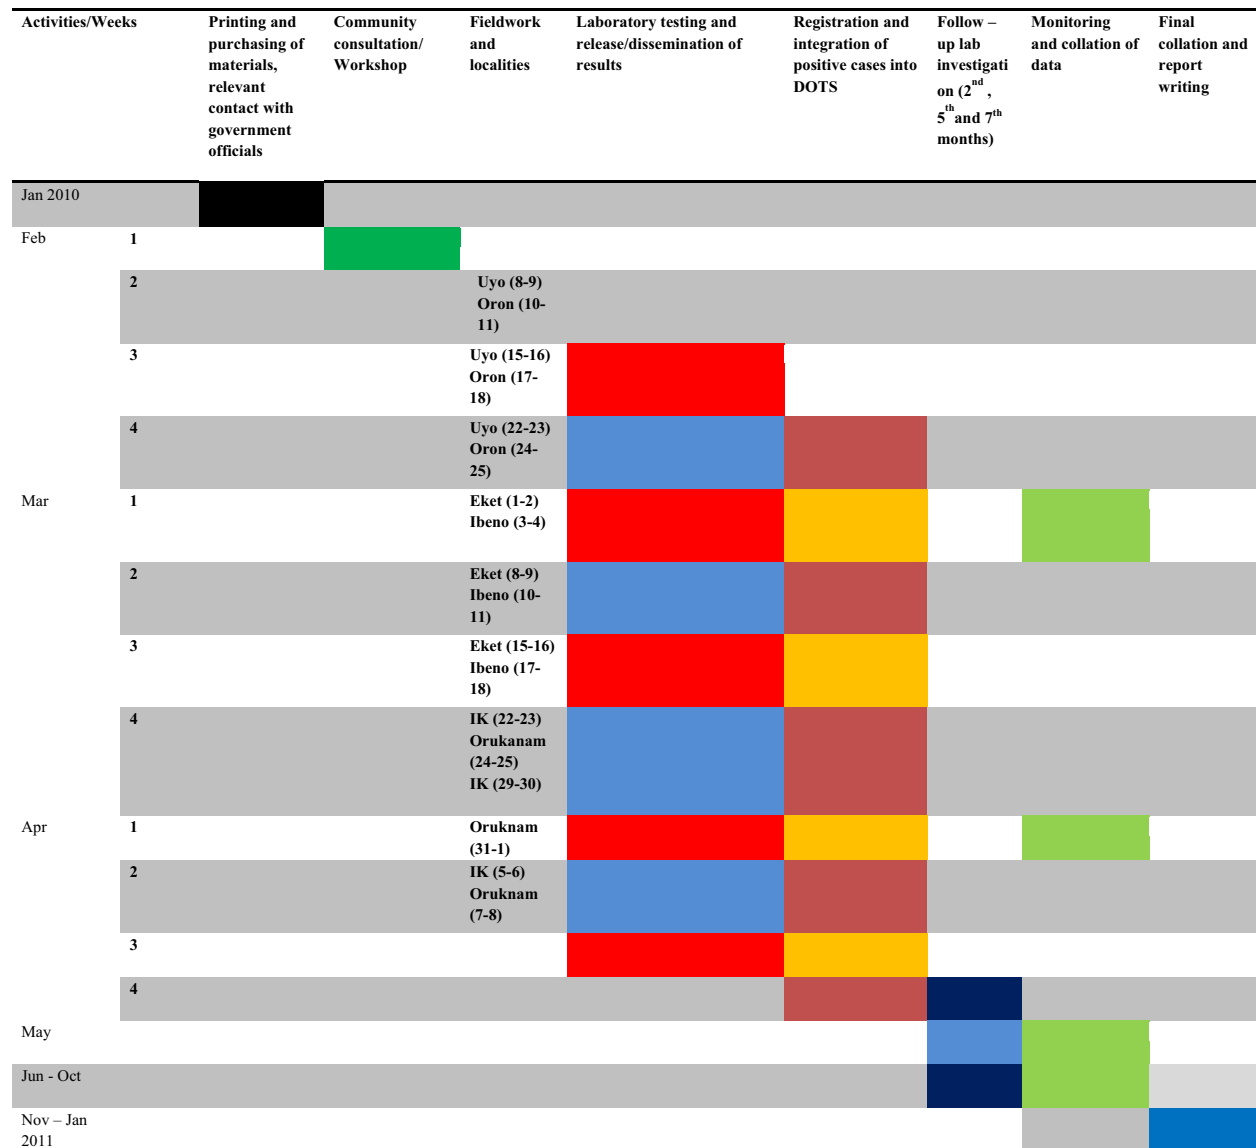 Activities/Weeks
Printing and
purchasing of
materials,
relevant
contact with
government
officials
Community
consultation/
Workshop
Fieldwork
and
localities
Laboratory testing and
release/dissemination of
results
Registration and
integration of
positive cases into
DOTS
Follow –
up lab
investigati
on (2nd ,
5th and 7th
months)
Monitoring
and collation of
data
Final
collation and
report
writing
Jan 2010
Feb
1
2
Uyo (8-9)
Oron (10-
11)
3
Uyo (15-16)
Oron (17-
18)
4
Uyo (22-23)
Oron (24-
25)
Mar
1
Eket (1-2)
Ibeno (3-4)
2
Eket (8-9)
Ibeno (10-
11)
3
Eket (15-16)
Ibeno (17-
18)
4
IK (22-23)
Orukanam
(24-25)
IK (29-30)
Apr
1
Oruknam
(31-1)
2
IK (5-6)
Oruknam
(7-8)
3
4
May
Jun - Oct
Nov – Jan
2011